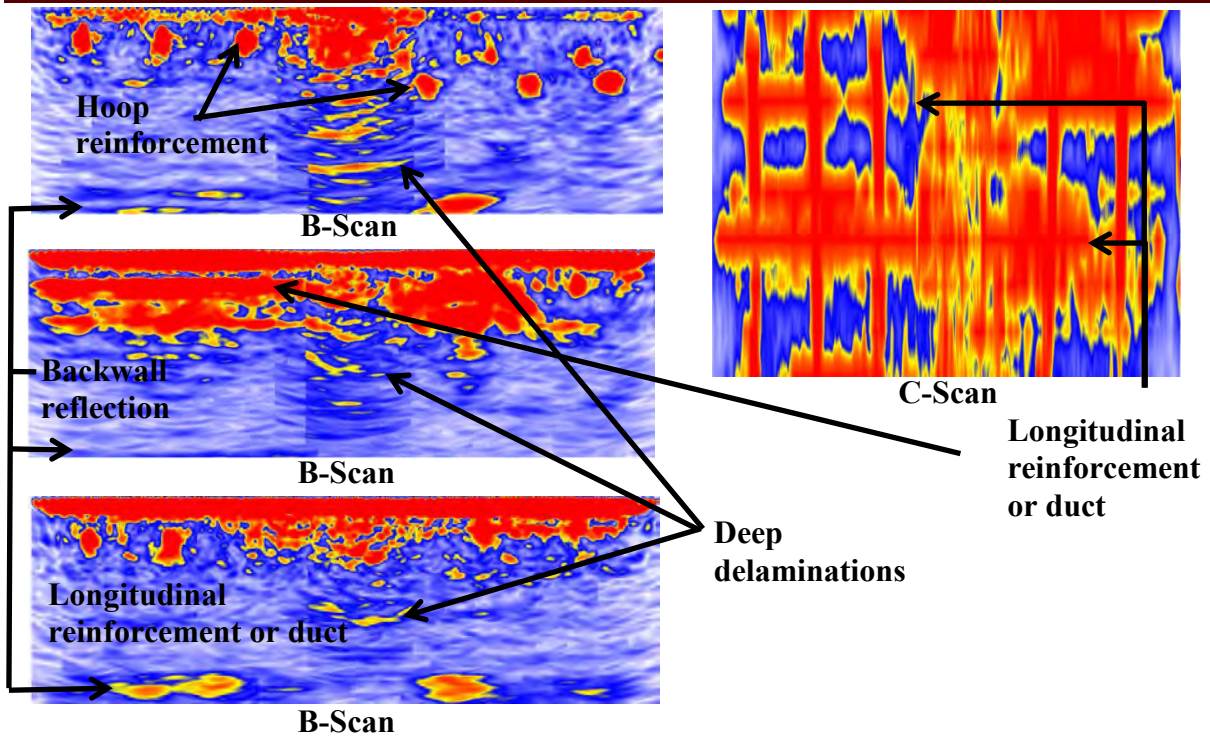 Hoop
reinforcement
B-Scan
Backwall
reflection
B-Scan
Longitudinal
reinforcement or duct
B-Scan
C-Scan
Longitudinal
reinforcement
or duct
Deep
delaminations